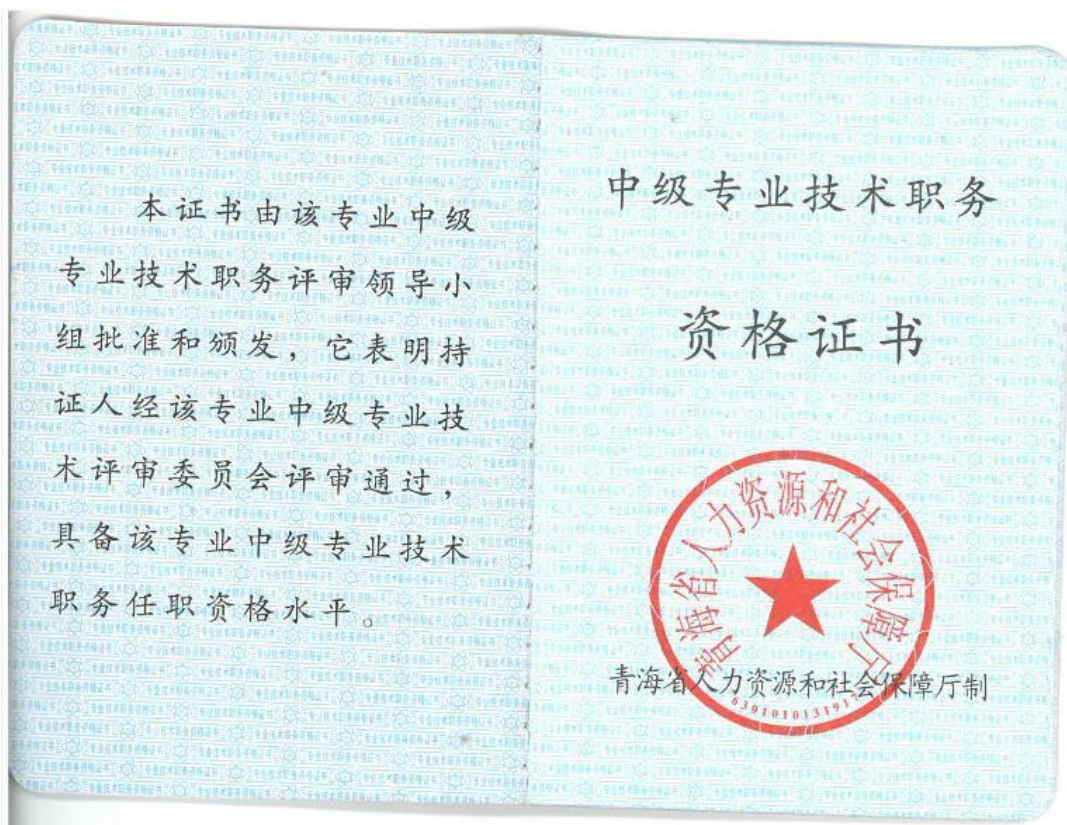 本证书由该专业中级
专业技术职务评审领导小
组批准和颁发，它表明持
证人经该专业中级专业技
术评审委员会评审通过，
具备该专业中级专业技术
职务任职资格水平。
中级专业技术职务
资格证书
青海省人力资源和社会保障厅
青海省人力资源和社会保障厅制